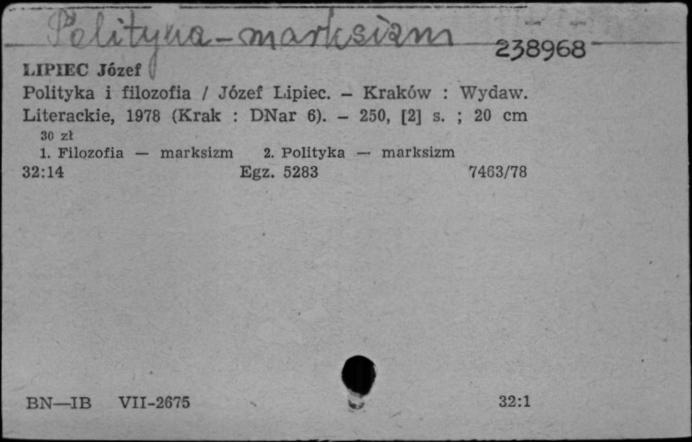 Polityka - marksizm
238968
LIPIEC Józef
Polityka i filozofia / Józef Lipiec. — Kraków : Wydaw.
Literackie, 1978 (Krak : DNar 6). — 250, [2] s. ; 20 cm
30 zł
1. Filozofia — marksizm 2. Polityka — marksizm
32:14 Egz. 5283 7463/78
BN—IB VII-2675 32:1